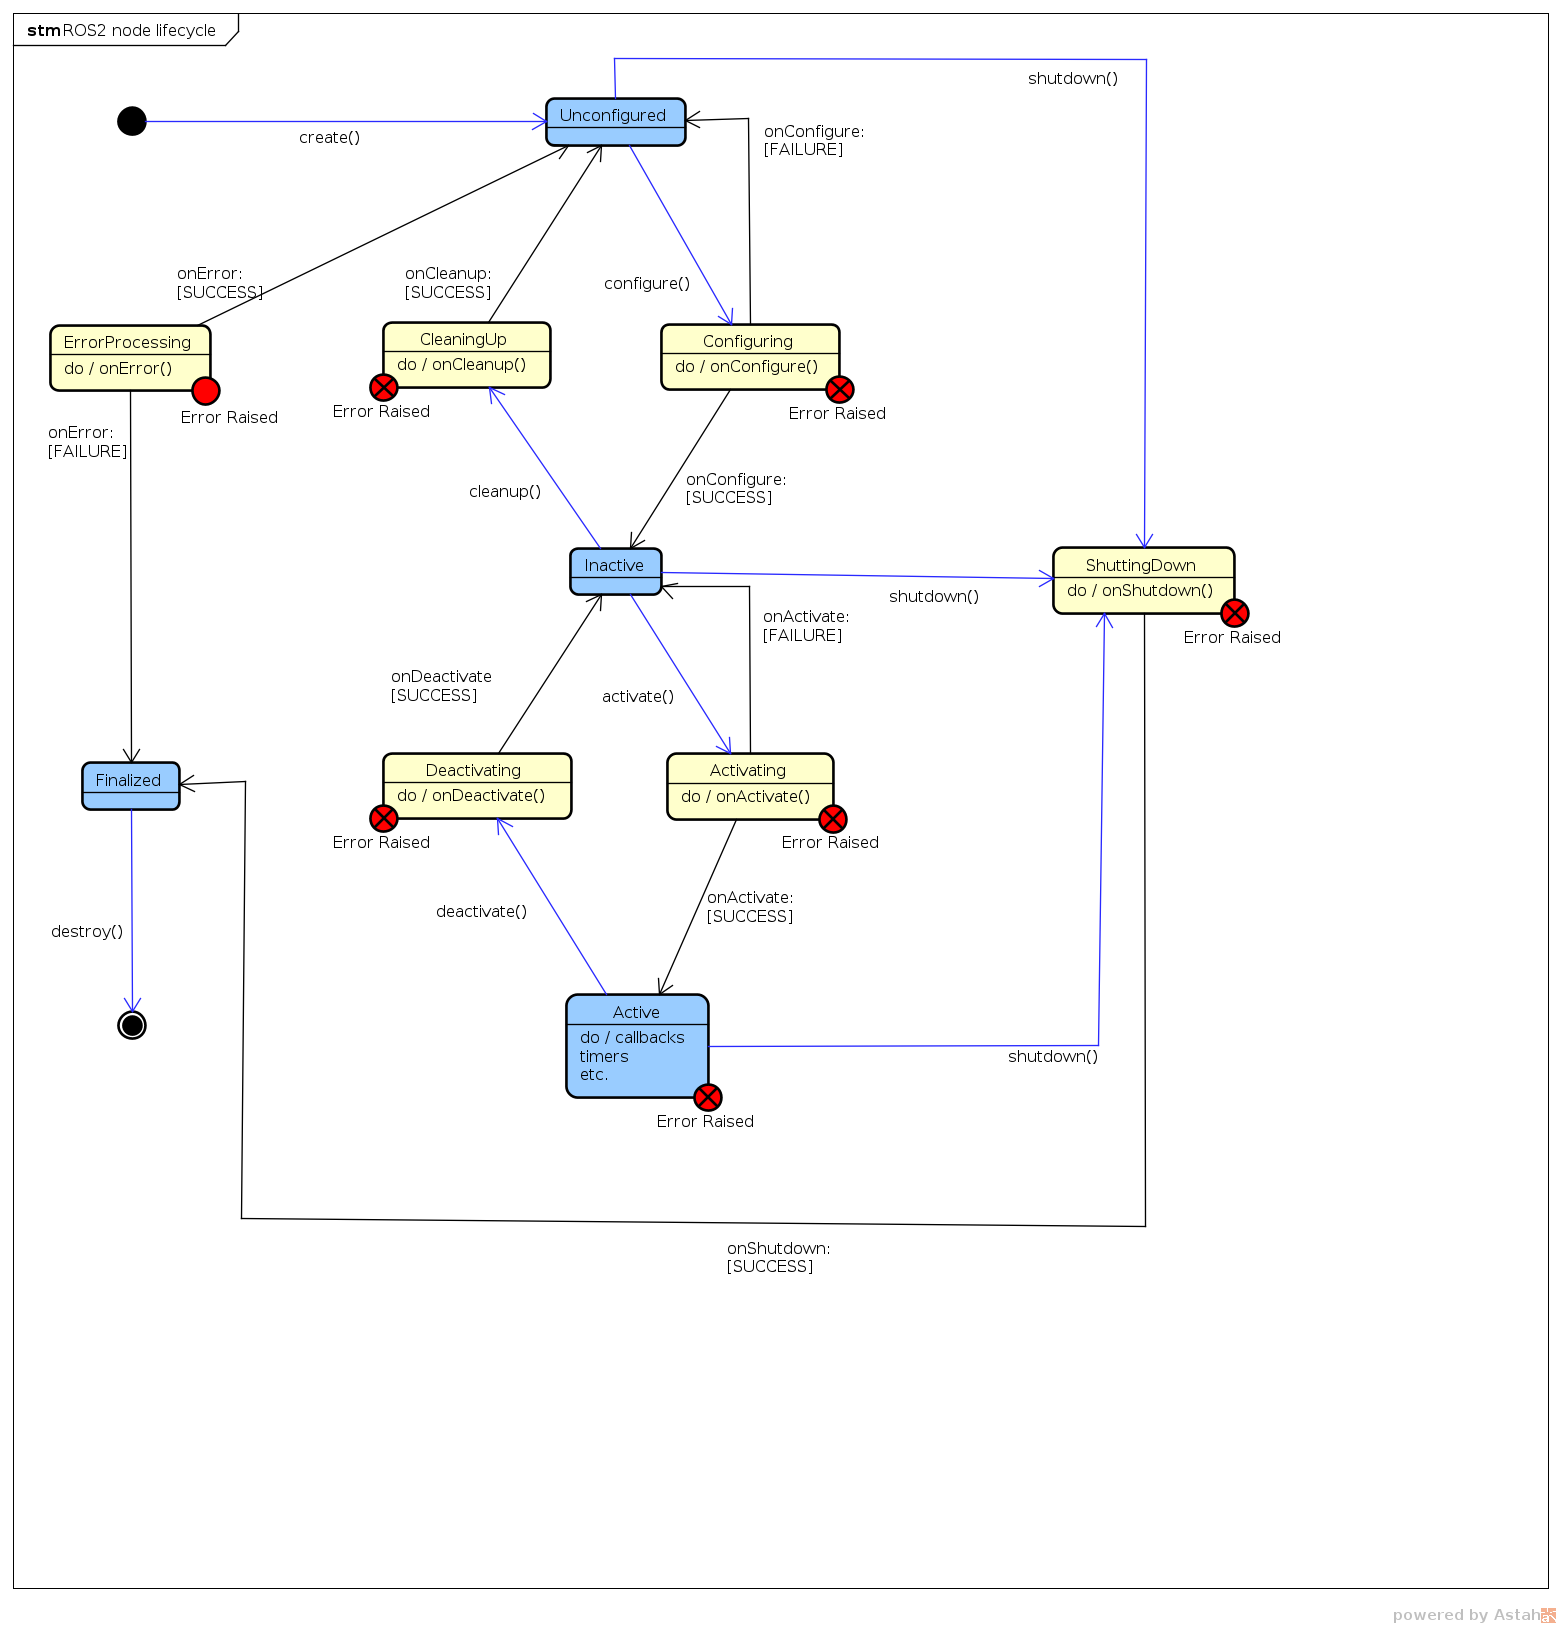 stm ROS2 node lifecycle
shutdown()
Unconfigured
create()
onConfigure:
[FAILURE]
onError:
[SUCCESS]
onCleanup:
[SUCCESS]
configure()
ErrorProcessing
do / onError()
Error Raised
CleaningUp
do / onCleanup()
Error Raised
Configuring
do / onConfigure()
Error Raised
onError:
[FAILURE]
cleanup()
onConfigure:
[SUCCESS]
Inactive
shutdown()
ShuttingDown
do / onShutdown()
Error Raised
onActivate:
[FAILURE]
onDeactivate
[SUCCESS]
activate()
Finalized
Deactivating
do / onDeactivate()
Error Raised
Activating
do / onActivate()
Error Raised
destroy()
deactivate()
onActivate:
[SUCCESS]
Active
do / callbacks
timers
etc.
Error Raised
shutdown()
onShutdown:
[SUCCESS]
powered by Astah